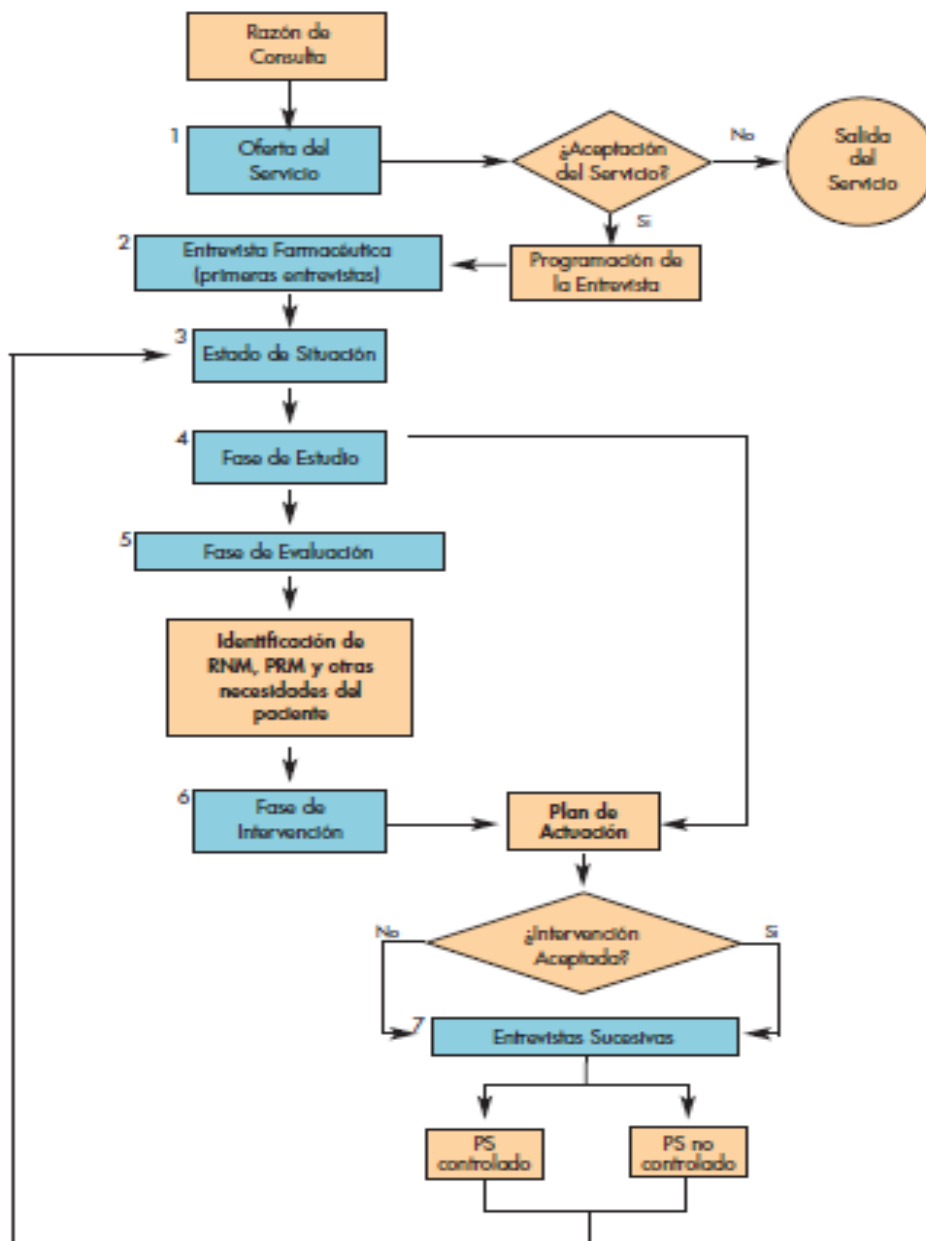 Razón de
Consulta
1
Oferta del
Servicio
¿Aceptación
del Servicio?
No
Salida
del
Servicio
Si
2
Entrevista Farmacéutica
(primeras entrevistas)
Programación de
la Entrevista
3
Estado de Situación
4
Fase de Estudio
5
Fase de Evaluación
Identificación de
RNM, PRM y otras
necesidades del
paciente
6
Fase de
Intervención
Plan de
Actuación
No
¿Intervención
Aceptada?
Si
7
Entrevistas Sucesivas
PS
controlado
PS no
controlado